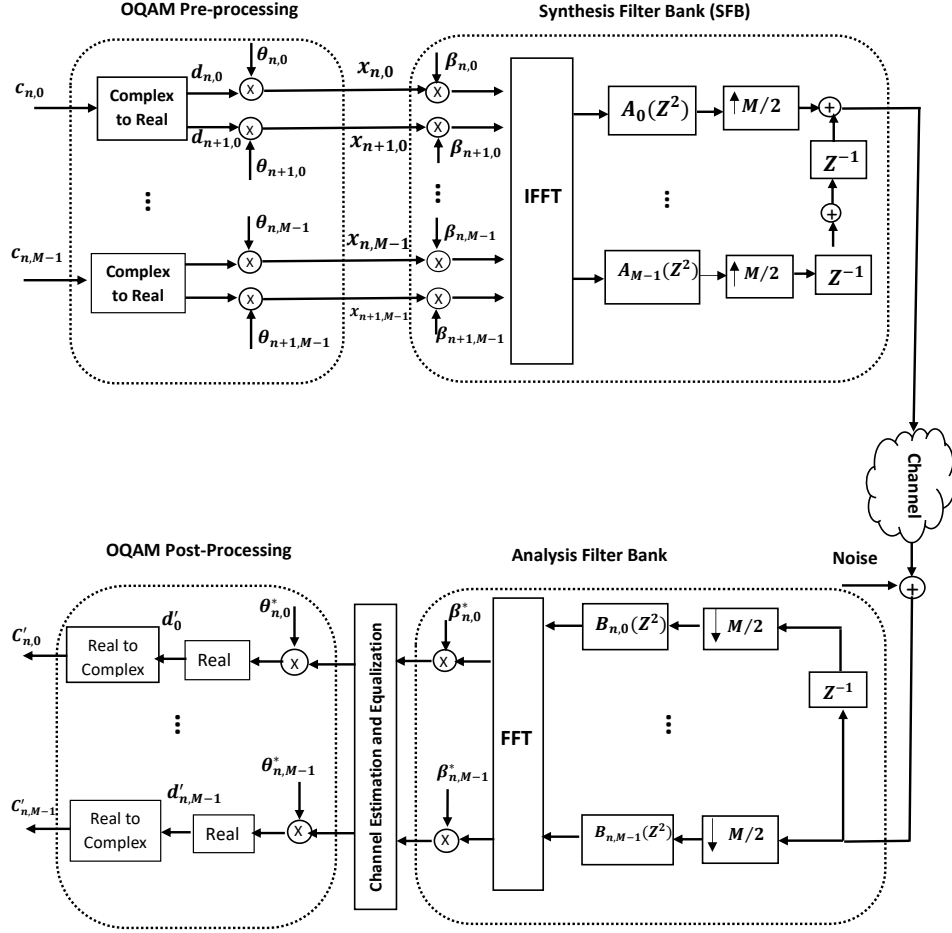 OQAM Pre-processing
Synthesis Filter Bank (SFB)
θ_{n,0}
β_{n,0}
x_{n,0}
d_{n,0}
c_{n,0}
Complex
to Real
X
X
A_0(Z^2)
↑ M/2
+
d_{n+1,0}
x_{n+1,0}
X
X
β_{n+1,0}
θ_{n+1,0}
Z^{-1}
...
...
IFFT
...
+
θ_{n,M-1}
β_{n,M-1}
x_{n,M-1}
c_{n,M-1}
Complex
to Real
X
X
A_{M-1}(Z^2)
↑ M/2
Z^{-1}
X
X
x_{n+1,M-1}
θ_{n+1,M-1}
β_{n+1,M-1}
Channel
OQAM Post-Processing
Analysis Filter Bank
Noise
+
θ^*_{n,0}
β^*_{n,0}
B_{n,0}(Z^2)
↓ M/2
C'_{n,0}
Real to
Complex
d'_0
Real
X
X
Z^{-1}
...
Channel Estimation and Equalization
FFT
...
θ^*_{n,M-1}
β^*_{n,M-1}
C'_{n,M-1}
Real to
Complex
d'_{n,M-1}
Real
X
X
B_{n,M-1}(Z^2)
↓ M/2